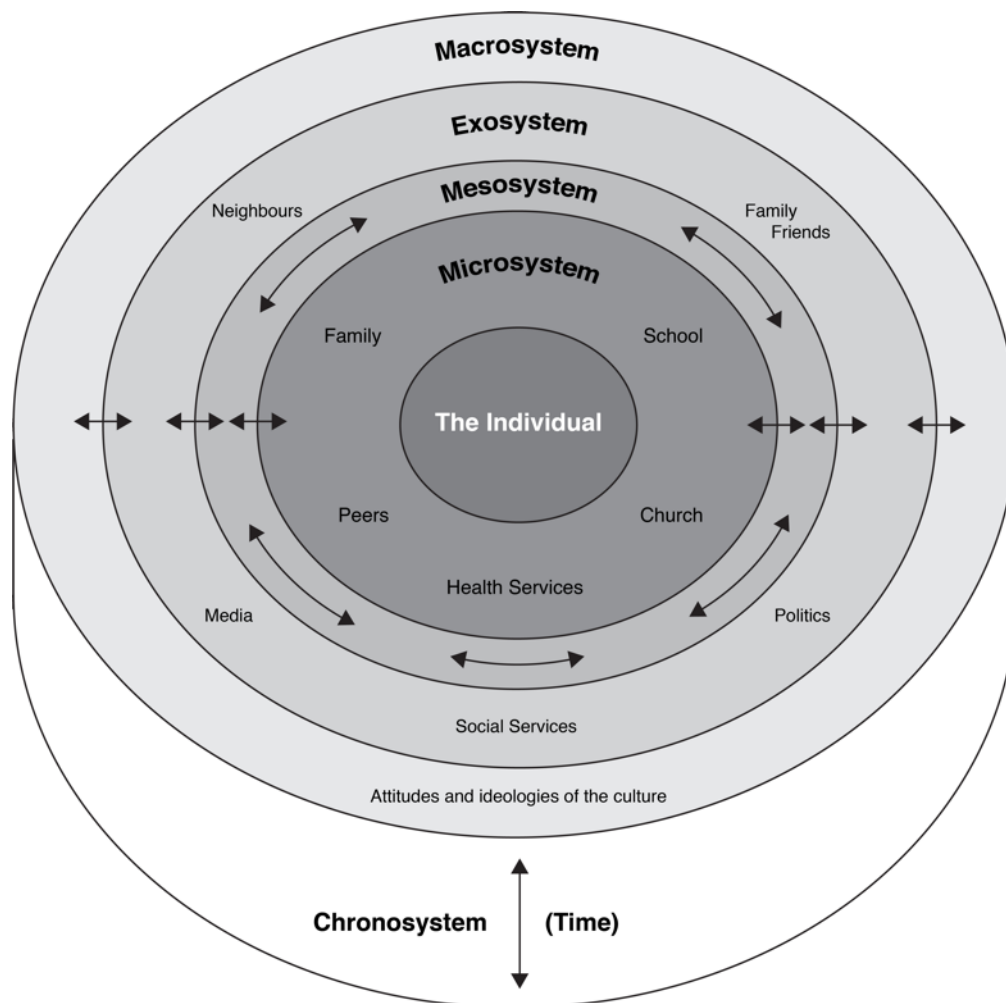 Macrosystem
Exosystem
Mesosystem
Neighbours
Family
Friends
Microsystem
Family
School
The Individual
Peers
Church
Health Services
Media
Politics
Social Services
Attitudes and ideologies of the culture
Chronosystem (Time)